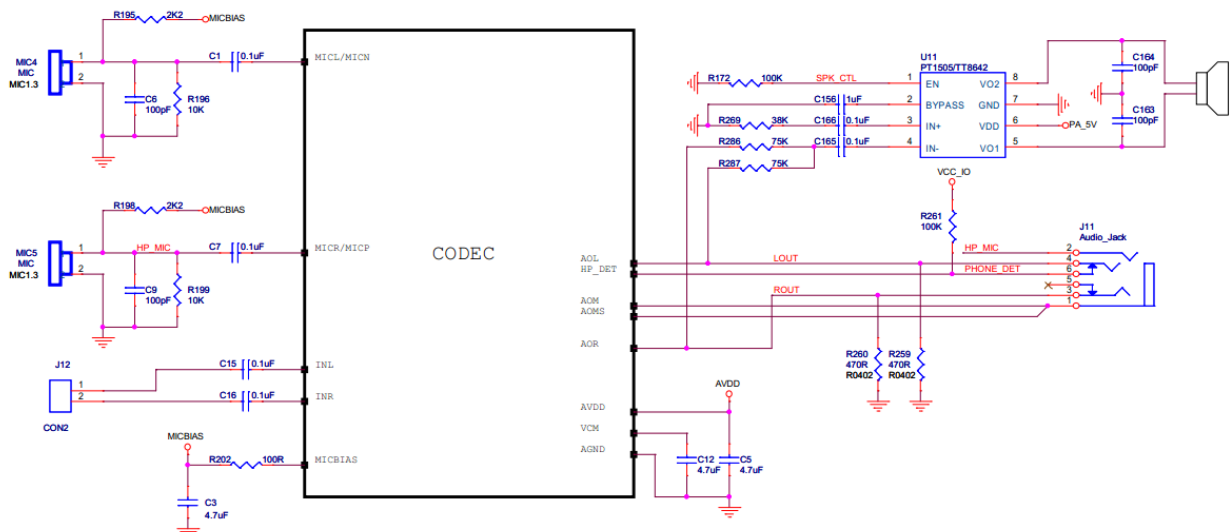 R195
2K2
MICBIAS
MIC4
MIC
MIC1.3
1
2
C1
0.1uF
MICL/MICN
C6
100pF
R196
10K
R198
2K2
MICBIAS
MIC5
MIC
MIC1.3
1
2
HP_MIC
C7
0.1uF
MICR/MICP
C9
100pF
R199
10K
J12
1
2
CON2
C15
0.1uF
INL
C16
0.1uF
INR
MICBIAS
R202
100R
MICBIAS
C3
4.7uF
CODEC
AOL
HP_DET
AOM
AOMS
AOR
AVDD
VCM
AGND
R172
100K
SPK_CTL
C156
1uF
R269
38K
C166
0.1uF
R286
75K
C165
0.1uF
R287
75K
U11
PT1505/TT8642
1
EN
VO2
8
2
BYPASS
GND
7
3
IN+
VDD
6
4
IN-
VO1
5
PA_5V
C164
100pF
C163
100pF
VCC_IO
R261
100K
J11
Audio_Jack
HP_MIC
2
LOUT
4
PHONE_DET
6
5
ROUT
3
1
R260
470R
R0402
R259
470R
R0402
AVDD
C12
4.7uF
C5
4.7uF